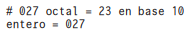 # 027 octal = 23 en base 10
entero = 027